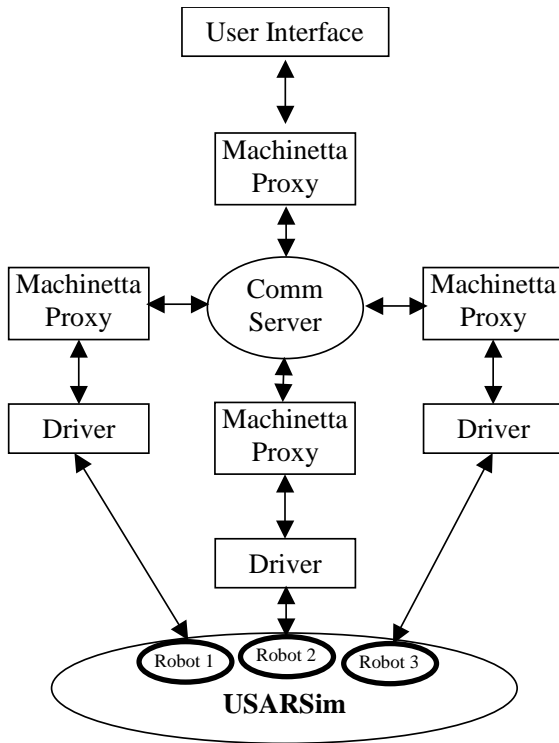 User Interface
Machinetta
Proxy
Machinetta
Proxy
Comm
Server
Machinetta
Proxy
Machinetta
Proxy
Driver
Driver
Driver
Robot 1
Robot 2
Robot 3
USARSim